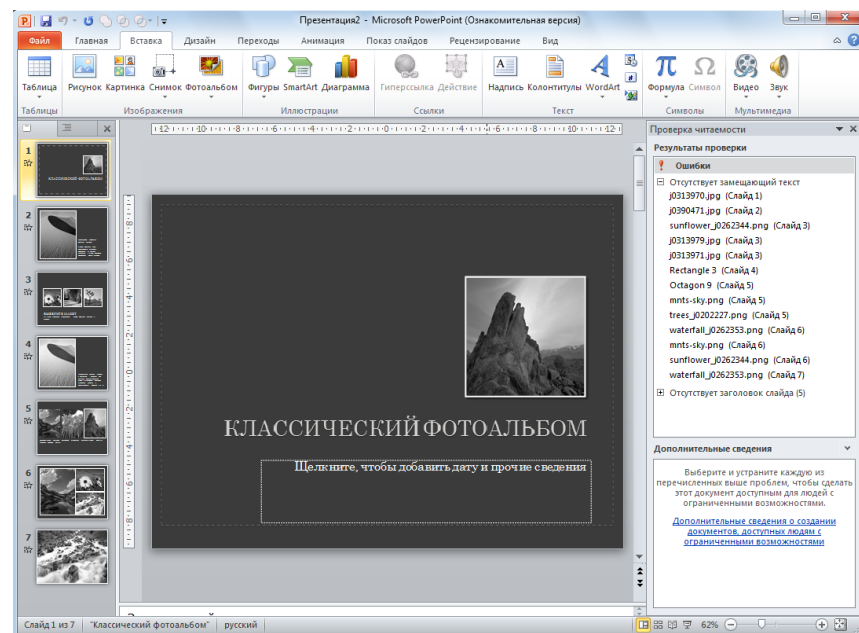 Презентация2 - Microsoft PowerPoint (Ознакомительная версия)
Файл Главная Вставка Дизайн Переходы Анимация Показ слайдов Рецензирование Вид
Таблица Рисунок Картинка Снимок Фотоальбом Фигуры SmartArt Диаграмма Гиперссылка Действие Надпись Колонтитулы WordArt Формула Символ Видео Звук
Таблицы Изображения Иллюстрации Ссылки Текст Символы Мультимедиа
Проверка читаемости
Результаты проверки
Ошибки
Отсутствует замещающий текст
j0313970.jpg (Слайд 1)
j0390471.jpg (Слайд 2)
sunflower_j0262344.png (Слайд 3)
j0313979.jpg (Слайд 3)
j0313971.jpg (Слайд 3)
Rectangle 3 (Слайд 4)
Octagon 9 (Слайд 5)
mnts-sky.png (Слайд 5)
trees_j0202227.png (Слайд 5)
waterfall_j0262353.png (Слайд 6)
mnts-sky.png (Слайд 6)
sunflower_j0262344.png (Слайд 6)
waterfall_j0262353.png (Слайд 7)
Отсутствует заголовок слайда (5)
1
2
3
4
5
6
7
КЛАССИЧЕСКИЙ ФОТОАЛЬБОМ
Щелкните, чтобы добавить дату и прочие сведения
Дополнительные сведения
Выберите и устраните каждую из
перечисленных выше проблем, чтобы сделать
этот документ доступным для людей с
ограниченными возможностями.
Дополнительные сведения о создании
документов, доступных людям с
ограниченными возможностями
Слайд 1 из 7 "Классический фотоальбом" русский 62%